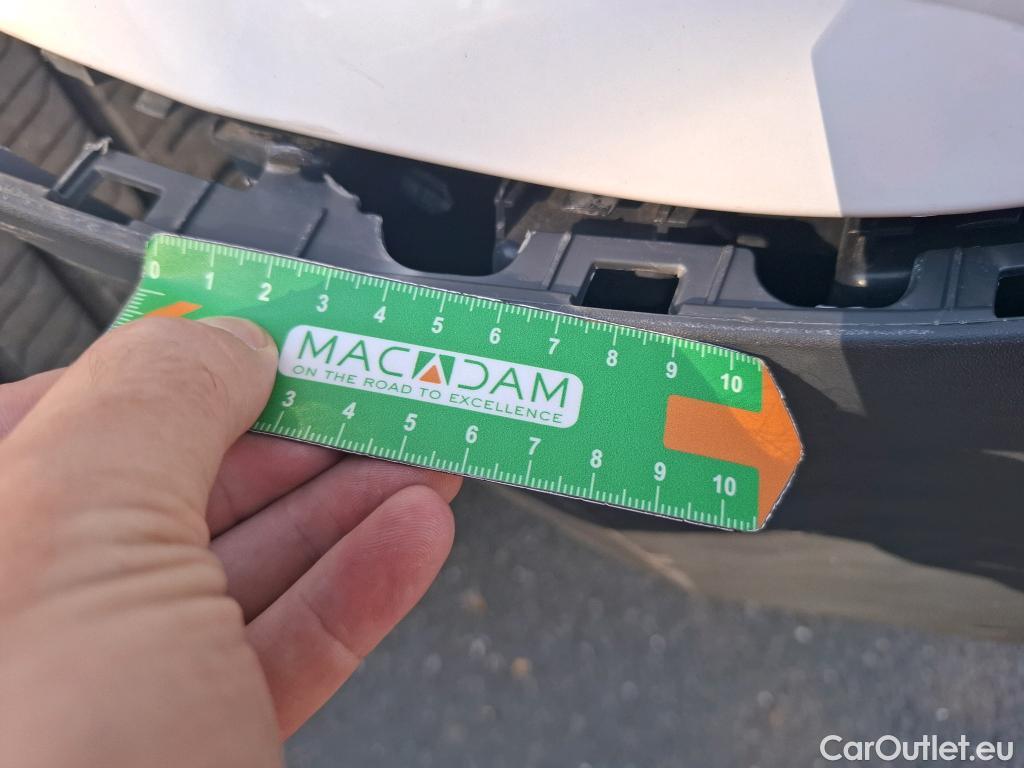 0 1 2 3 4 5 6 7 8 9 10
MACADAM
ON THE ROAD TO EXCELLENCE
3 4 5 6 7 8 9 10
CarOutlet.eu